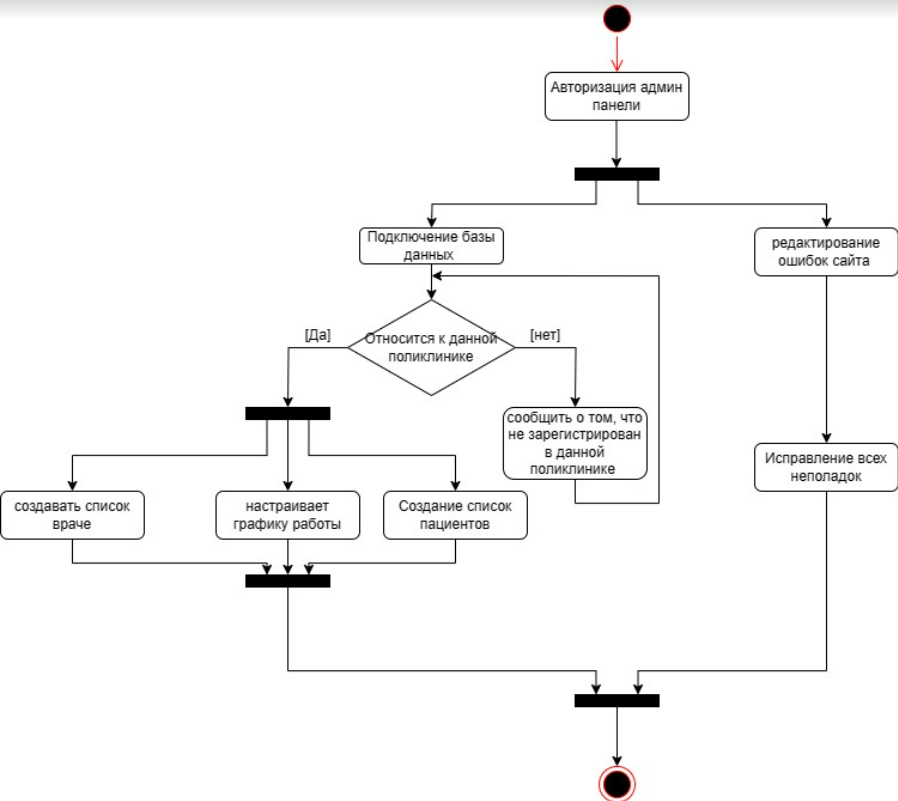 Авторизация админ
панели
Подключение базы
данных
редактирование
ошибок сайта
[Да]
Относится к данной
поликлинике
[нет]
сообщить о том, что
не зарегистрирован
в данной
поликлинике
Исправление всех
неполадок
создавать список
враче
настраивает
графику работы
Создание список
пациентов